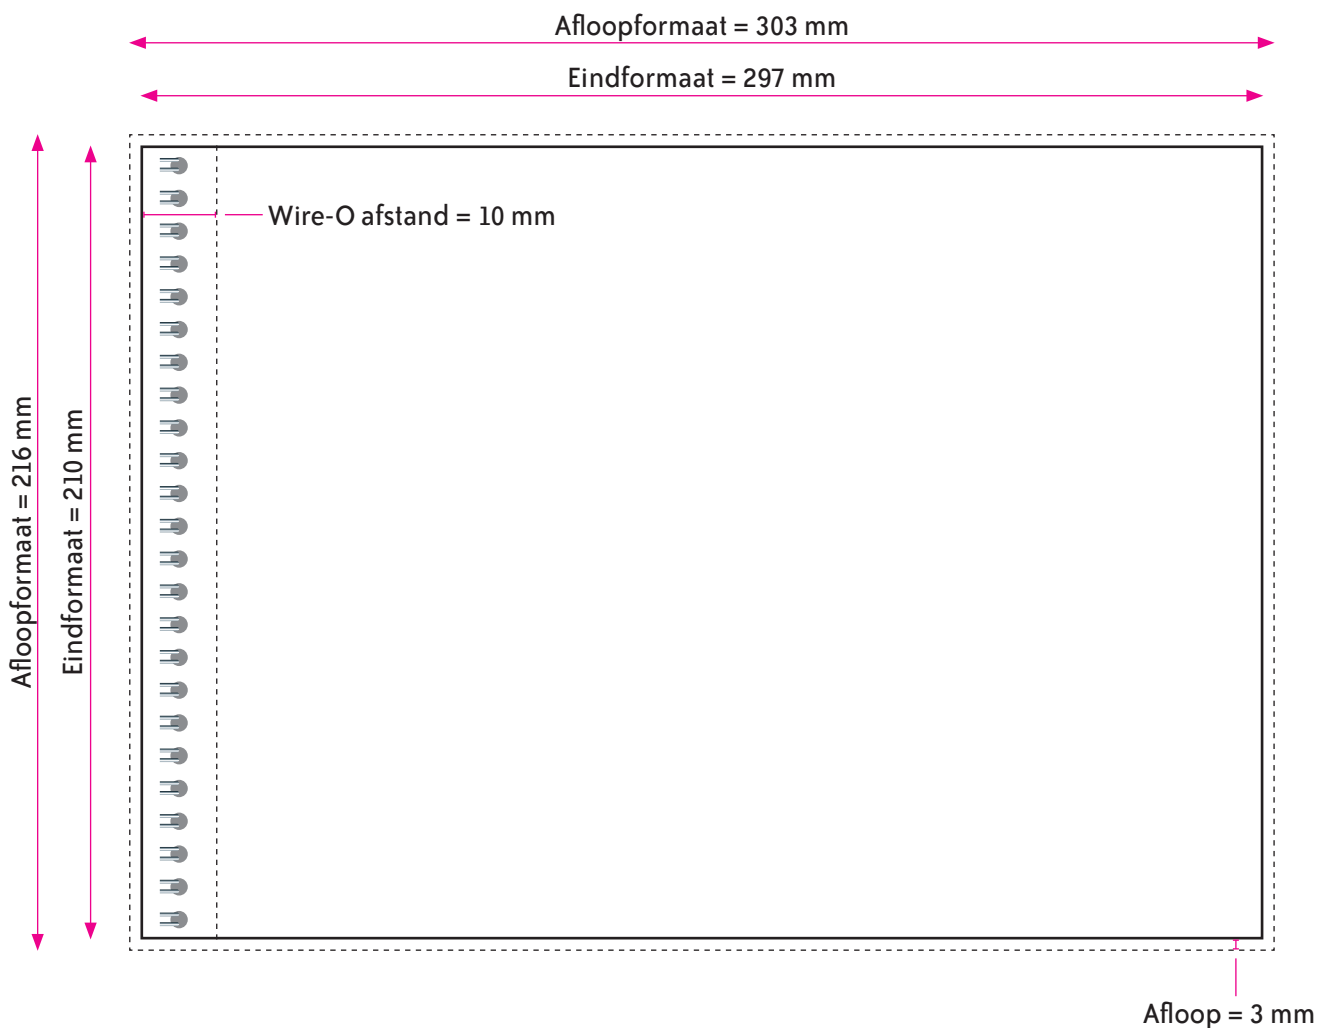 Afloopformaat = 303 mm
Eindformaat = 297 mm
Wire-O afstand = 10 mm
Afloopformaat = 216 mm
Eindformaat = 210 mm
Afloop = 3 mm